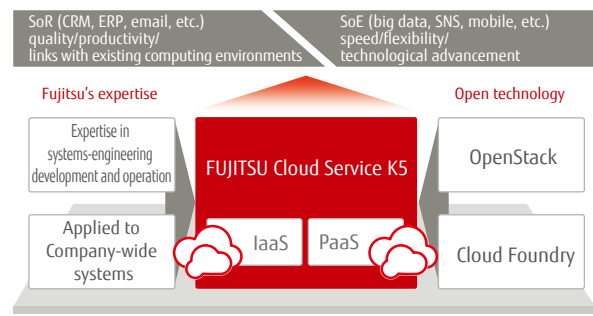 SoR (CRM, ERP, email, etc.)
quality/productivity/
links with existing computing environments
SoE (big data, SNS, mobile, etc.)
speed/flexibility/
technological advancement
Fujitsu's expertise
Open technology
Expertise in
systems-engineering
development and operation
Applied to
Company-wide
systems
FUJITSU Cloud Service K5
IaaS
PaaS
OpenStack
Cloud Foundry